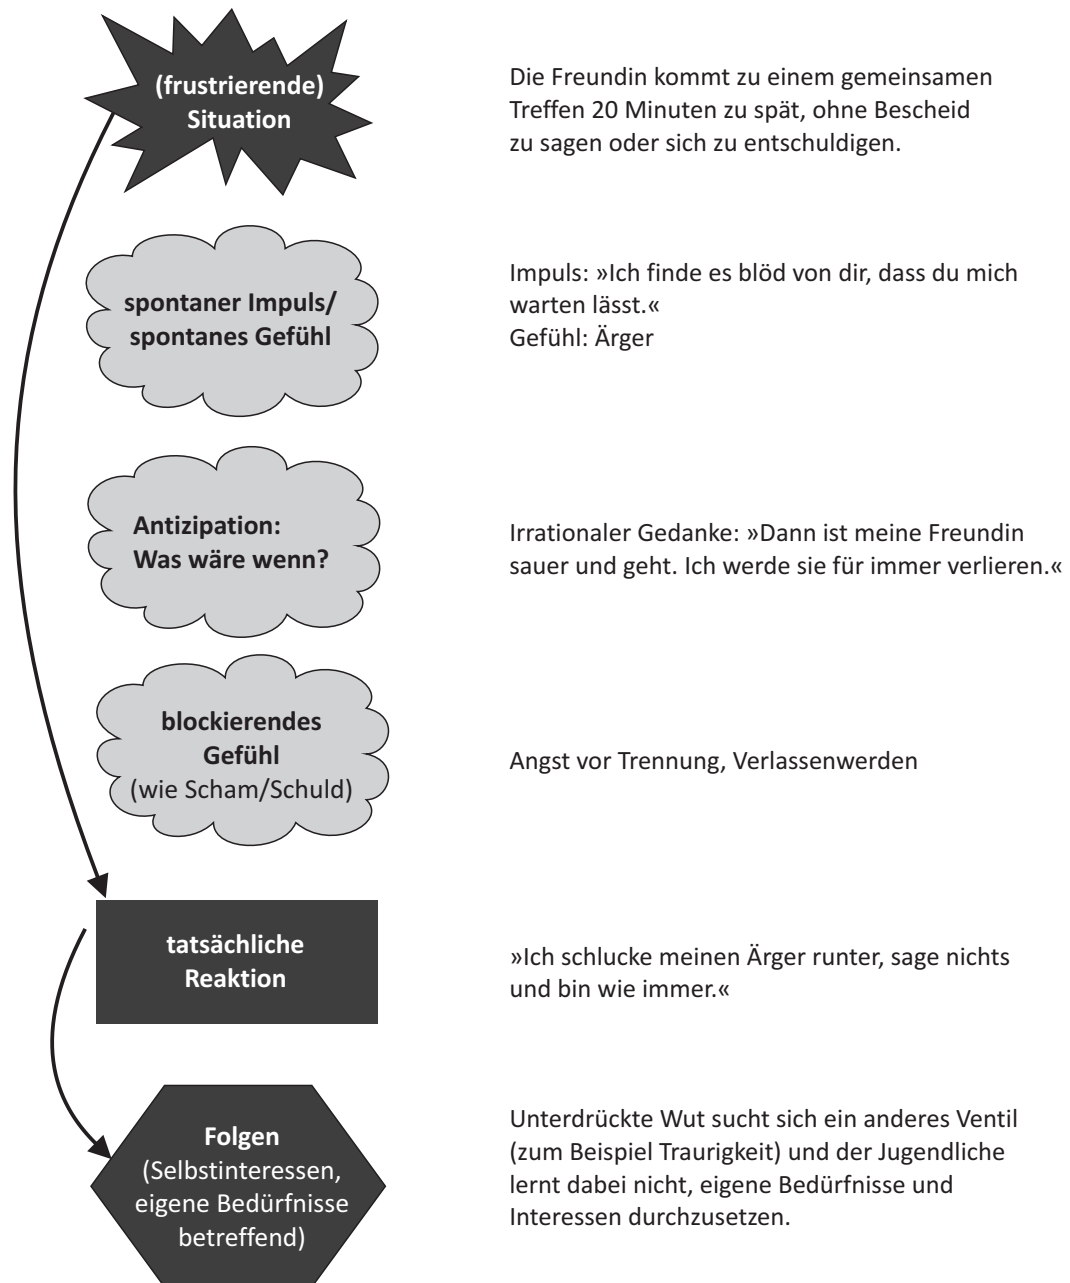 (frustrierende)
Situation
Die Freundin kommt zu einem gemeinsamen
Treffen 20 Minuten zu spät, ohne Bescheid
zu sagen oder sich zu entschuldigen.
spontaner Impuls/
spontanes Gefühl
Impuls: »Ich finde es blöd von dir, dass du mich
warten lässt.«
Gefühl: Ärger
Antizipation:
Was wäre wenn?
Irrationaler Gedanke: »Dann ist meine Freundin
sauer und geht. Ich werde sie für immer verlieren.«
blockierendes
Gefühl
(wie Scham/Schuld)
Angst vor Trennung, Verlassenwerden
tatsächliche
Reaktion
»Ich schlucke meinen Ärger runter, sage nichts
und bin wie immer.«
Folgen
(Selbstinteressen,
eigene Bedürfnisse
betreffend)
Unterdrückte Wut sucht sich ein anderes Ventil
(zum Beispiel Traurigkeit) und der Jugendliche
lernt dabei nicht, eigene Bedürfnisse und
Interessen durchzusetzen.